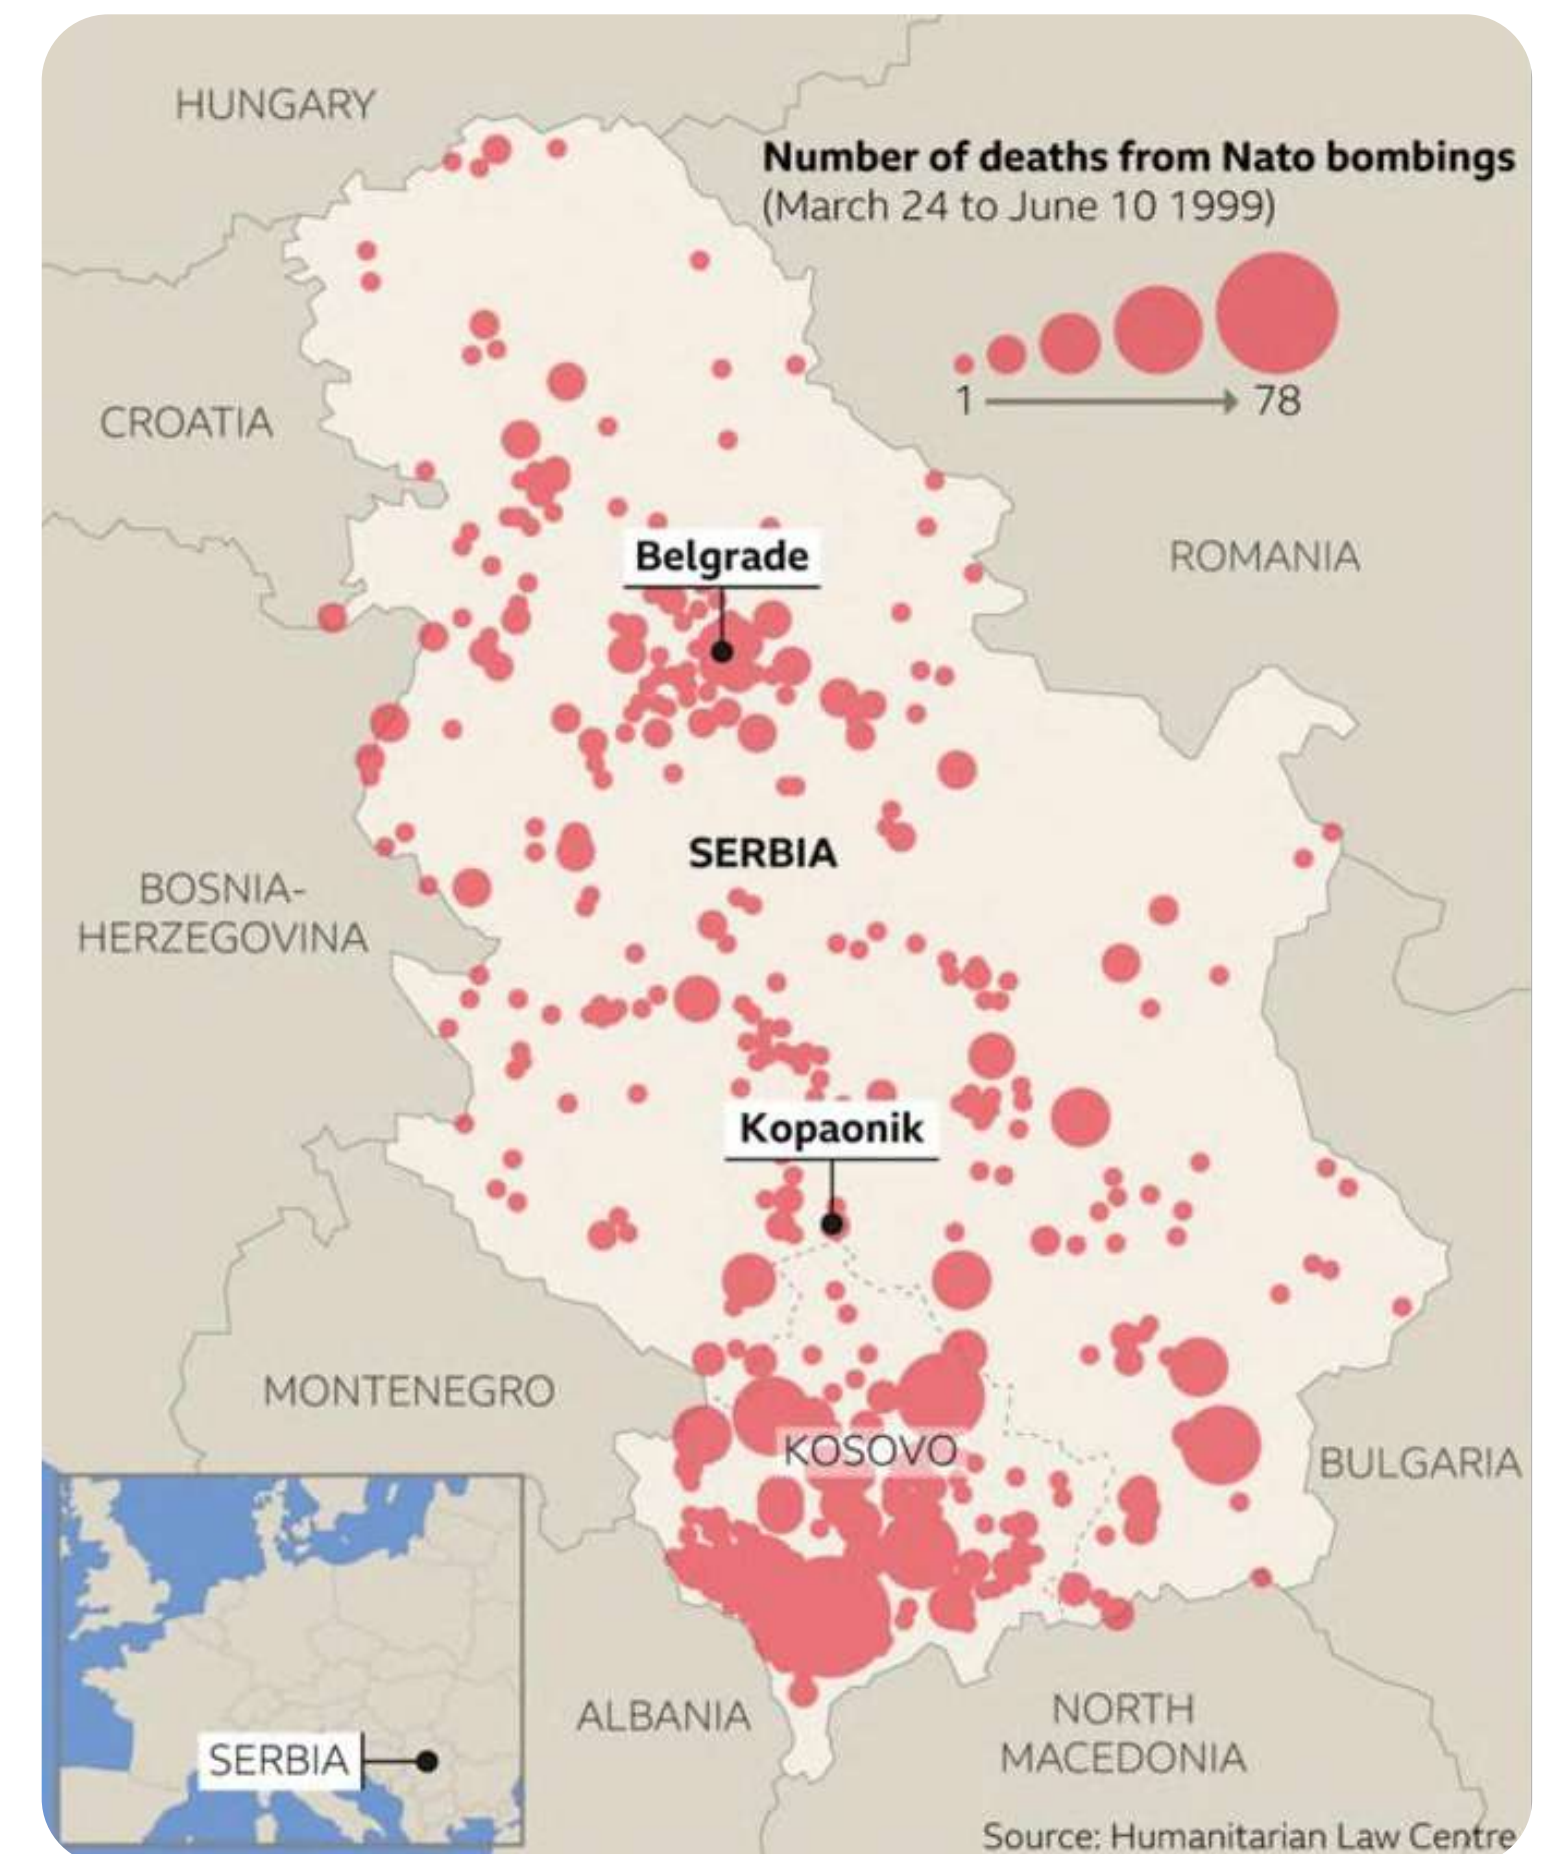 HUNGARY
Number of deaths from Nato bombings
(March 24 to June 10 1999)
1
78
CROATIA
Belgrade
ROMANIA
SERBIA
BOSNIA-
HERZEGOVINA
Kopaonik
MONTENEGRO
KOSOVO
BULGARIA
ALBANIA
NORTH
MACEDONIA
SERBIA
Source: Humanitarian Law Centre